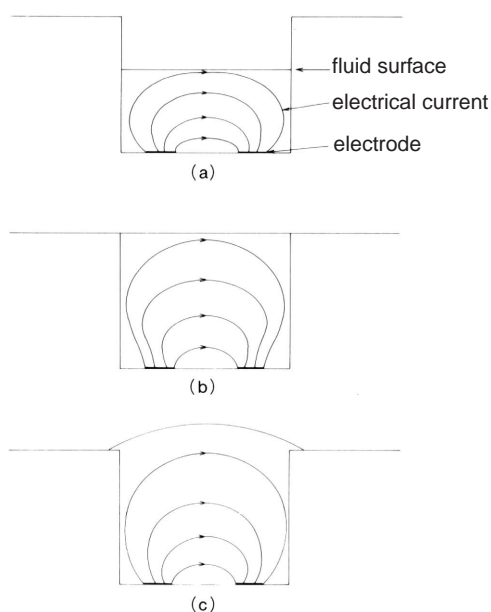 fluid surface
electrical current
electrode
(a)
(b)
(c)